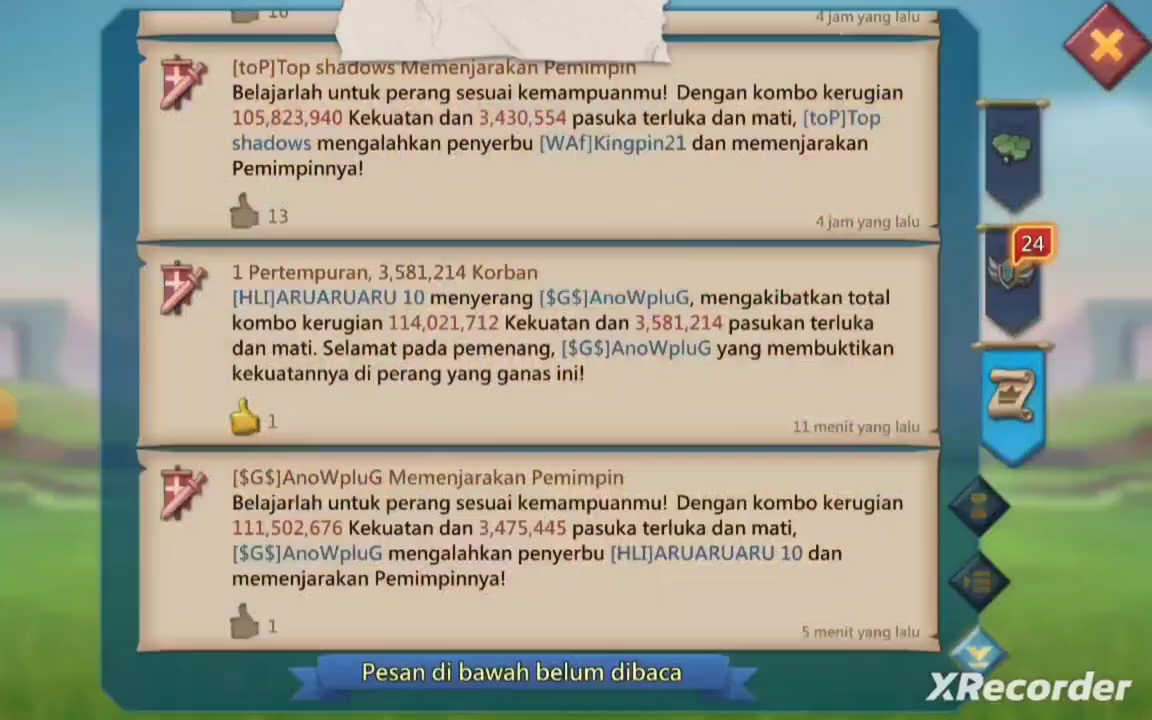 10
4 jam yang lalu
[toP]Top shadows Memenjarakan Pemimpin
Belajarlah untuk perang sesuai kemampuanmu! Dengan kombo kerugian
105,823,940 Kekuatan dan 3,430,554 pasuka terluka dan mati, [toP]Top
shadows mengalahkan penyerbu [WAf]Kingpin21 dan memenjarakan
Pemimpinnya!
13
4 jam yang lalu
24
1 Pertempuran, 3,581,214 Korban
[HLI]ARUARUARU 10 menyerang [$G$]AnoWpluG, mengakibatkan total
kombo kerugian 114,021,712 Kekuatan dan 3,581,214 pasukan terluka
dan mati. Selamat pada pemenang, [$G$]AnoWpluG yang membuktikan
kekuatannya di perang yang ganas ini!
1
11 menit yang lalu
[$G$]AnoWpluG Memenjarakan Pemimpin
Belajarlah untuk perang sesuai kemampuanmu! Dengan kombo kerugian
111,502,676 Kekuatan dan 3,475,445 pasuka terluka dan mati,
[$G$]AnoWpluG mengalahkan penyerbu [HLI]ARUARUARU 10 dan
memenjarakan Pemimpinnya!
1
5 menit yang lalu
Pesan di bawah belum dibaca
XRecorder